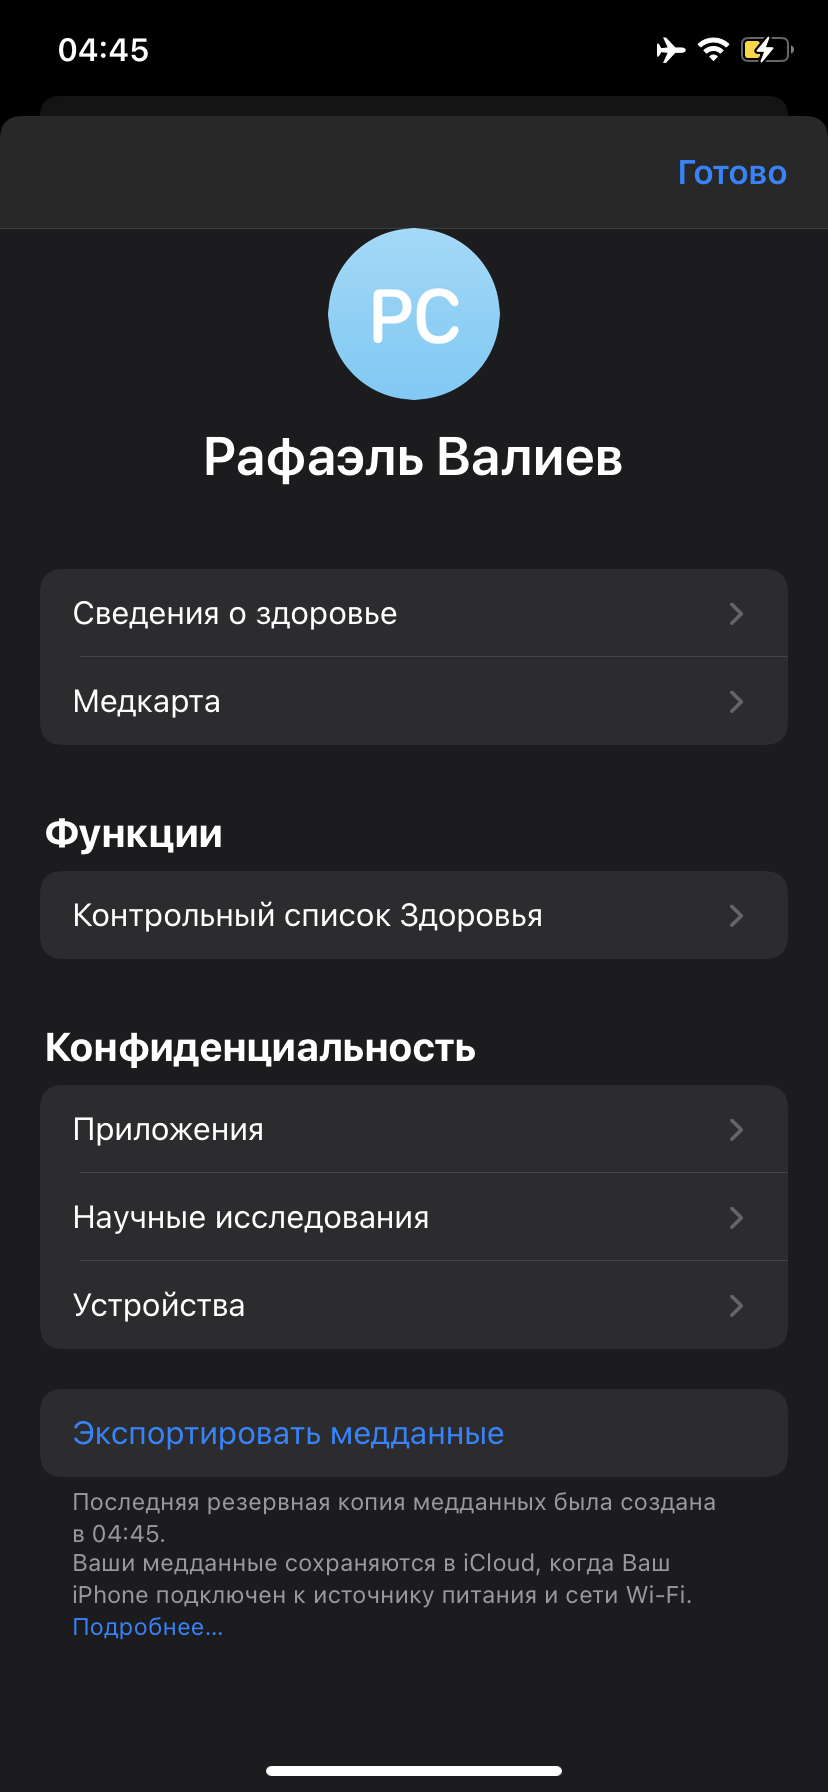 04:45
Готово
РС
Рафаэль Валиев
Сведения о здоровье
Медкарта
Функции
Контрольный список Здоровья
Конфиденциальность
Приложения
Научные исследования
Устройства
Экспортировать медданные
Последняя резервная копия медданных была создана
в 04:45.
Ваши медданные сохраняются в iCloud, когда Ваш
iPhone подключен к источнику питания и сети Wi-Fi.
Подробнее...